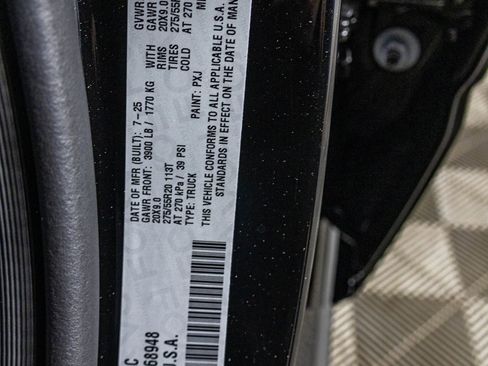 DATE OF MFR (BUILT): 7-25
GAWR FRONT: 3900 LB / 1770 KG
20X9.0
275/55R20 113T
AT 270 kPa / 39 PSI
TYPE: TRUCK
WITH
RIMS
TIRES
COLD
PAINT: PXJ
GVWR
GAWR
20X9.0
275/55R
AT 270
THIS VEHICLE CONFORMS TO ALL APPLICABLE U.S.A.
STANDARDS IN EFFECT ON THE DATE OF MAN
C
68948
U.S.A.